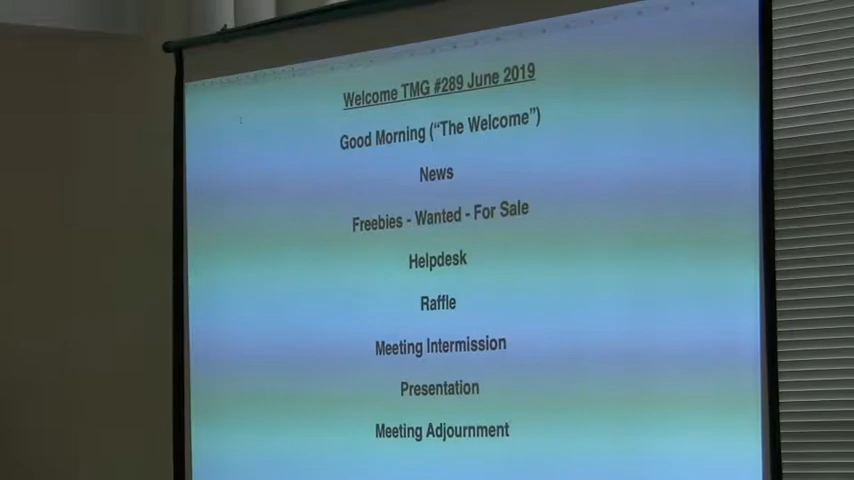 Welcome TMG #289 June 2019
Good Morning (“The Welcome”)
News
Freebies - Wanted - For Sale
Helpdesk
Raffle
Meeting Intermission
Presentation
Meeting Adjournment